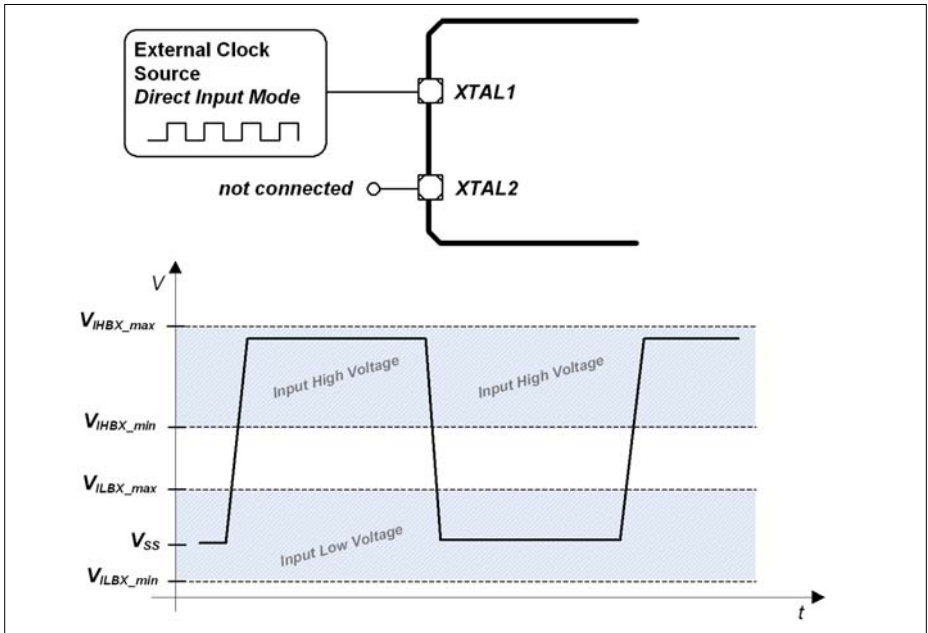 External Clock
Source
Direct Input Mode
XTAL1
not connected
XTAL2
V
VIHBX_max
Input High Voltage
Input High Voltage
VIHBX_min
VILBX_max
Input Low Voltage
VSS
VILBX_min
t